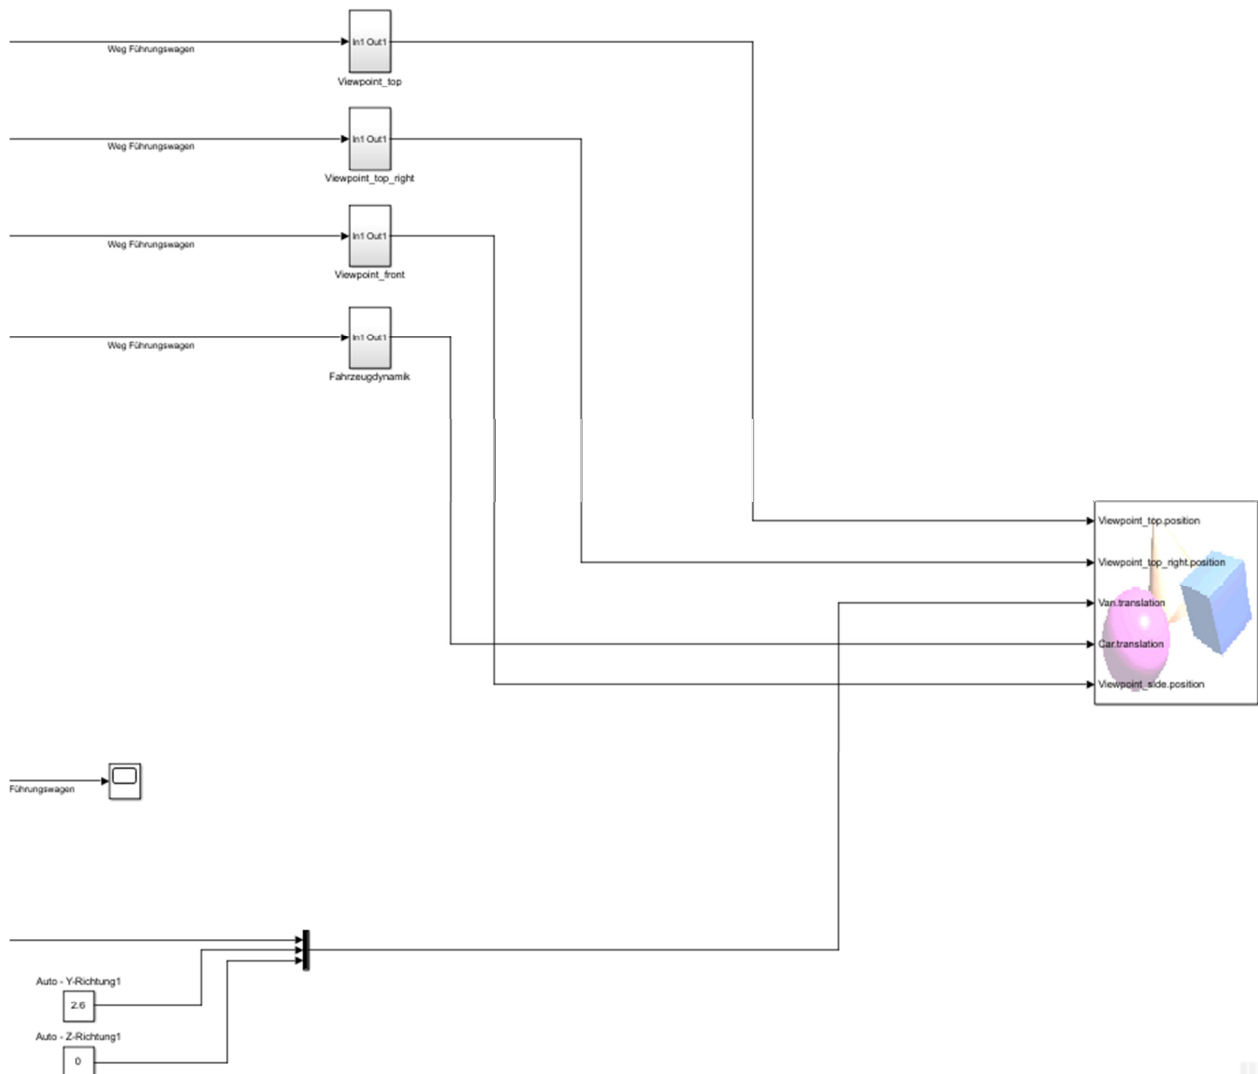 In1 Out1
Weg Führungswagen
Viewpoint_top
In1 Out1
Weg Führungswagen
Viewpoint_top_right
In1 Out1
Weg Führungswagen
Viewpoint_front
In1 Out1
Weg Führungswagen
Fahrzeugdynamik
Viewpoint_top.position
Viewpoint_top_right.position
Van.translation
Car.translation
Viewpoint_side.position
Führungswagen
Auto - Y-Richtung1
2.6
Auto - Z-Richtung1
0